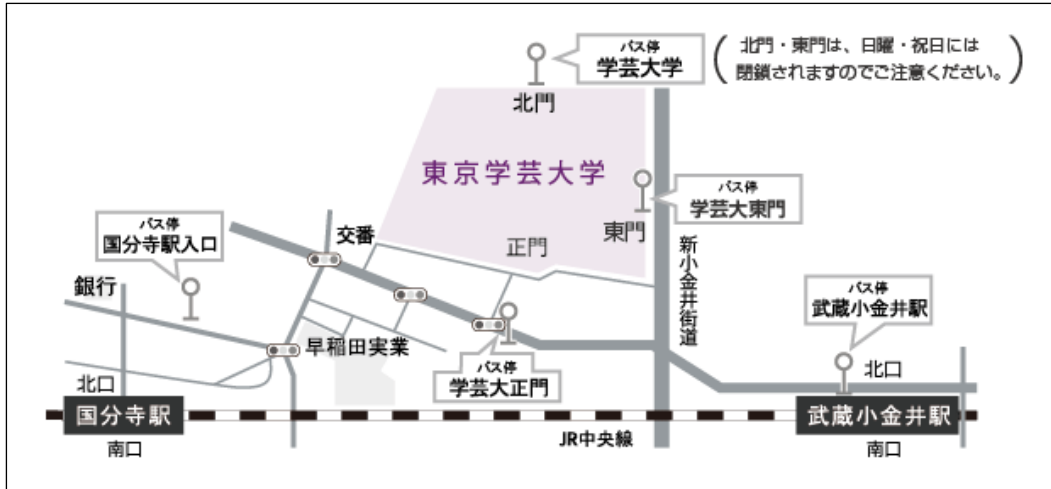 バス停
学芸大学
北門・東門は、日曜・祝日には
閉鎖されますのでご注意ください。
北門
東京学芸大学
バス停
学芸大東門
東門
正門
新小金井街道
交番
バス停
国分寺駅入口
銀行
早稲田実業
バス停
学芸大正門
バス停
武蔵小金井駅
北口
国分寺駅
南口
JR中央線
北口
武蔵小金井駅
南口